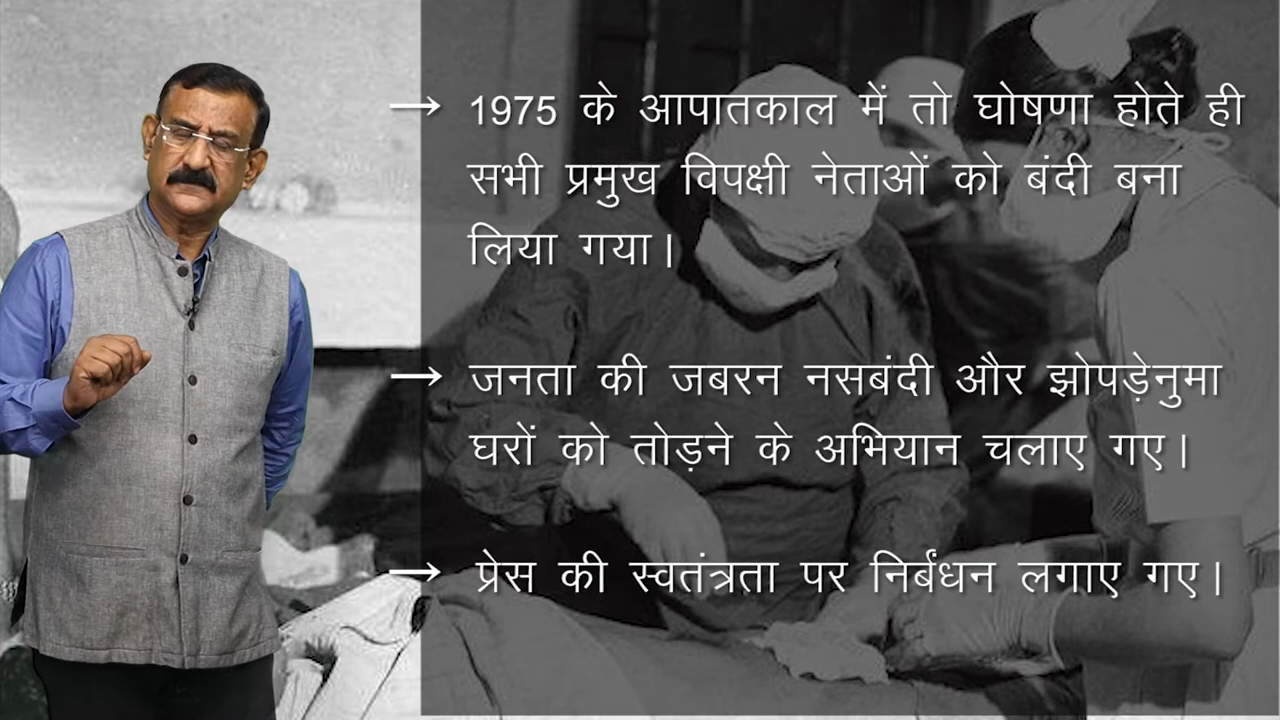 → 1975 के आपातकाल में तो घोषणा होते ही
सभी प्रमुख विपक्षी नेताओं को बंदी बना
लिया गया।
→ जनता की जबरन नसबंदी और झोपड़ेनुमा
घरों को तोड़ने के अभियान चलाए गए।
→ प्रेस की स्वतंत्रता पर निर्बंधन लगाए गए।